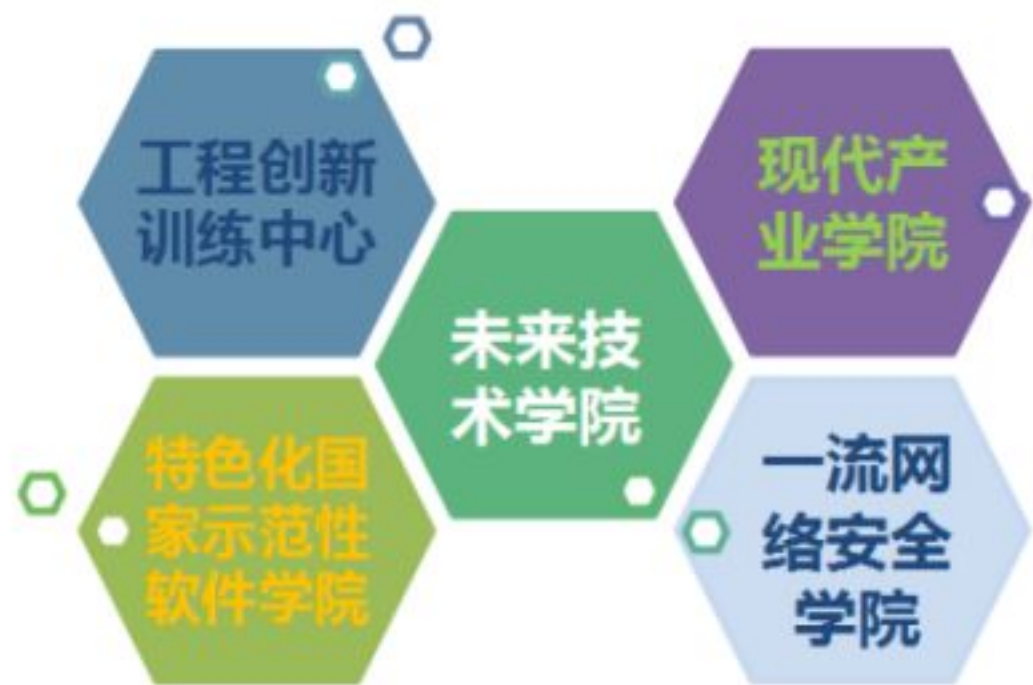 工程创新
训练中心
现代产
业学院
未来技
术学院
特色化国
家示范性
软件学院
一流网
络安全
学院